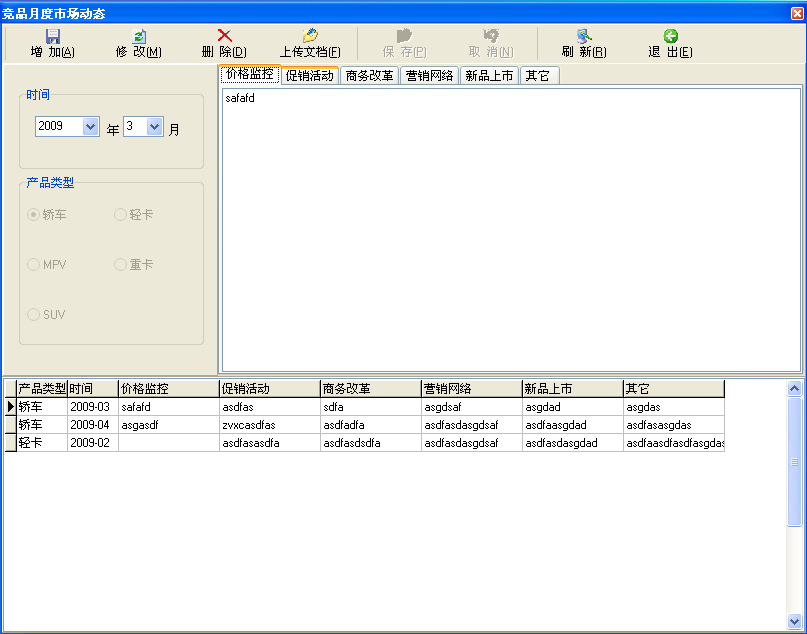 竞品月度市场动态
增 加(A) 修 改(M) 删 除(D) 上传文档(F) 保 存(P) 取 消(N) 刷 新(R) 退 出(E)
价格监控 促销活动 商务改革 营销网络 新品上市 其它
safafd
时间
2009 年 3 月
产品类型
轿车 轻卡
MPV 重卡
SUV
产品类型 时间 价格监控 促销活动 商务改革 营销网络 新品上市 其它
轿车 2009-03 safafd asdfas sdfa asgdsaf asgdad asgdas
轿车 2009-04 asgasdf zvxcasdfas asdfadfa asdfasdasgdsaf asdfaasgdad asdfasasgdas
轻卡 2009-02 asdfasasdfa asdfasdsdfa asdfasdasgdsaf asdfasdasgdad asdfaasdfasdfasgdas